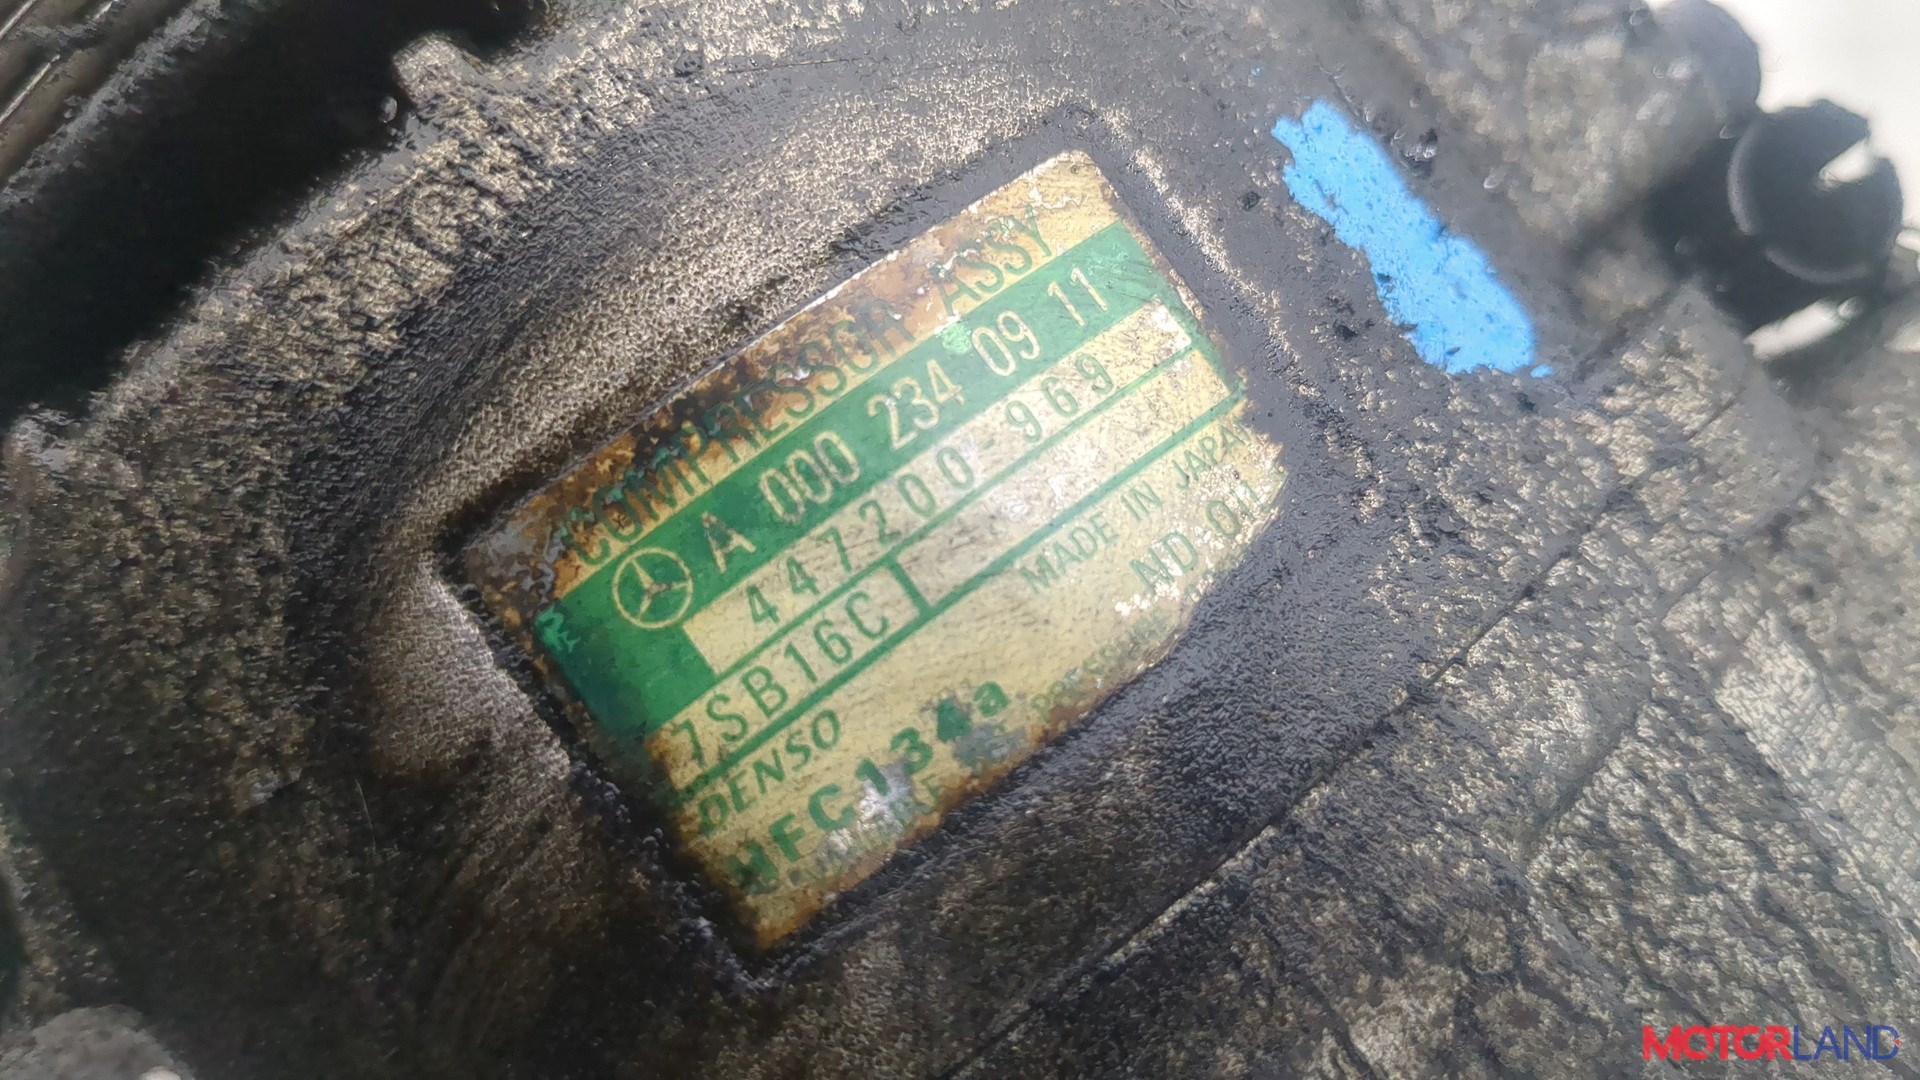 COMPRESSOR ASSY
A 000 234 09 11
447200 969
7SB16C
MADE IN JAPAN
DENSO
ND-OIL
HFC134a
MOTORLAND